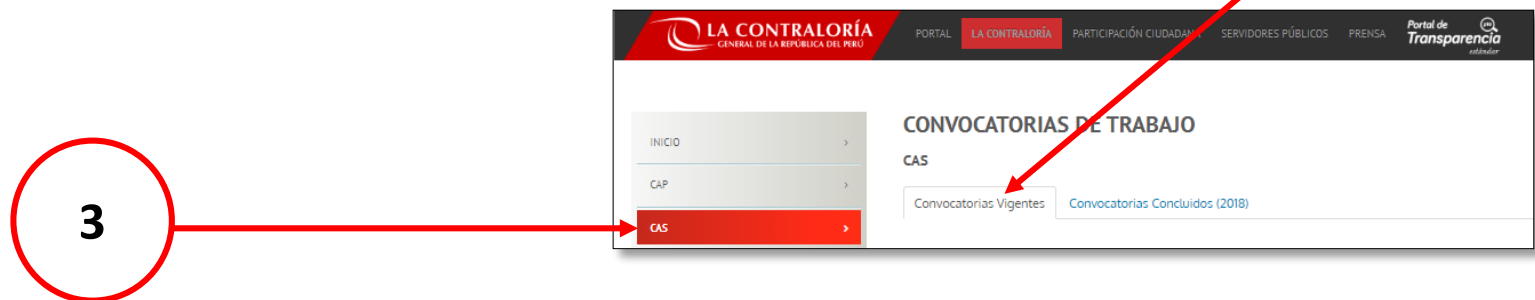 LA CONTRALORÍA
GENERAL DE LA REPÚBLICA DEL PERÚ
PORTAL LA CONTRALORÍA PARTICIPACIÓN CIUDADANA SERVIDORES PÚBLICOS PRENSA
Portal de
Transparencia
estándar
CONVOCATORIAS DE TRABAJO
CAS
Convocatorias Vigentes Convocatorias Concluidos (2018)
INICIO
CAP
CAS
3